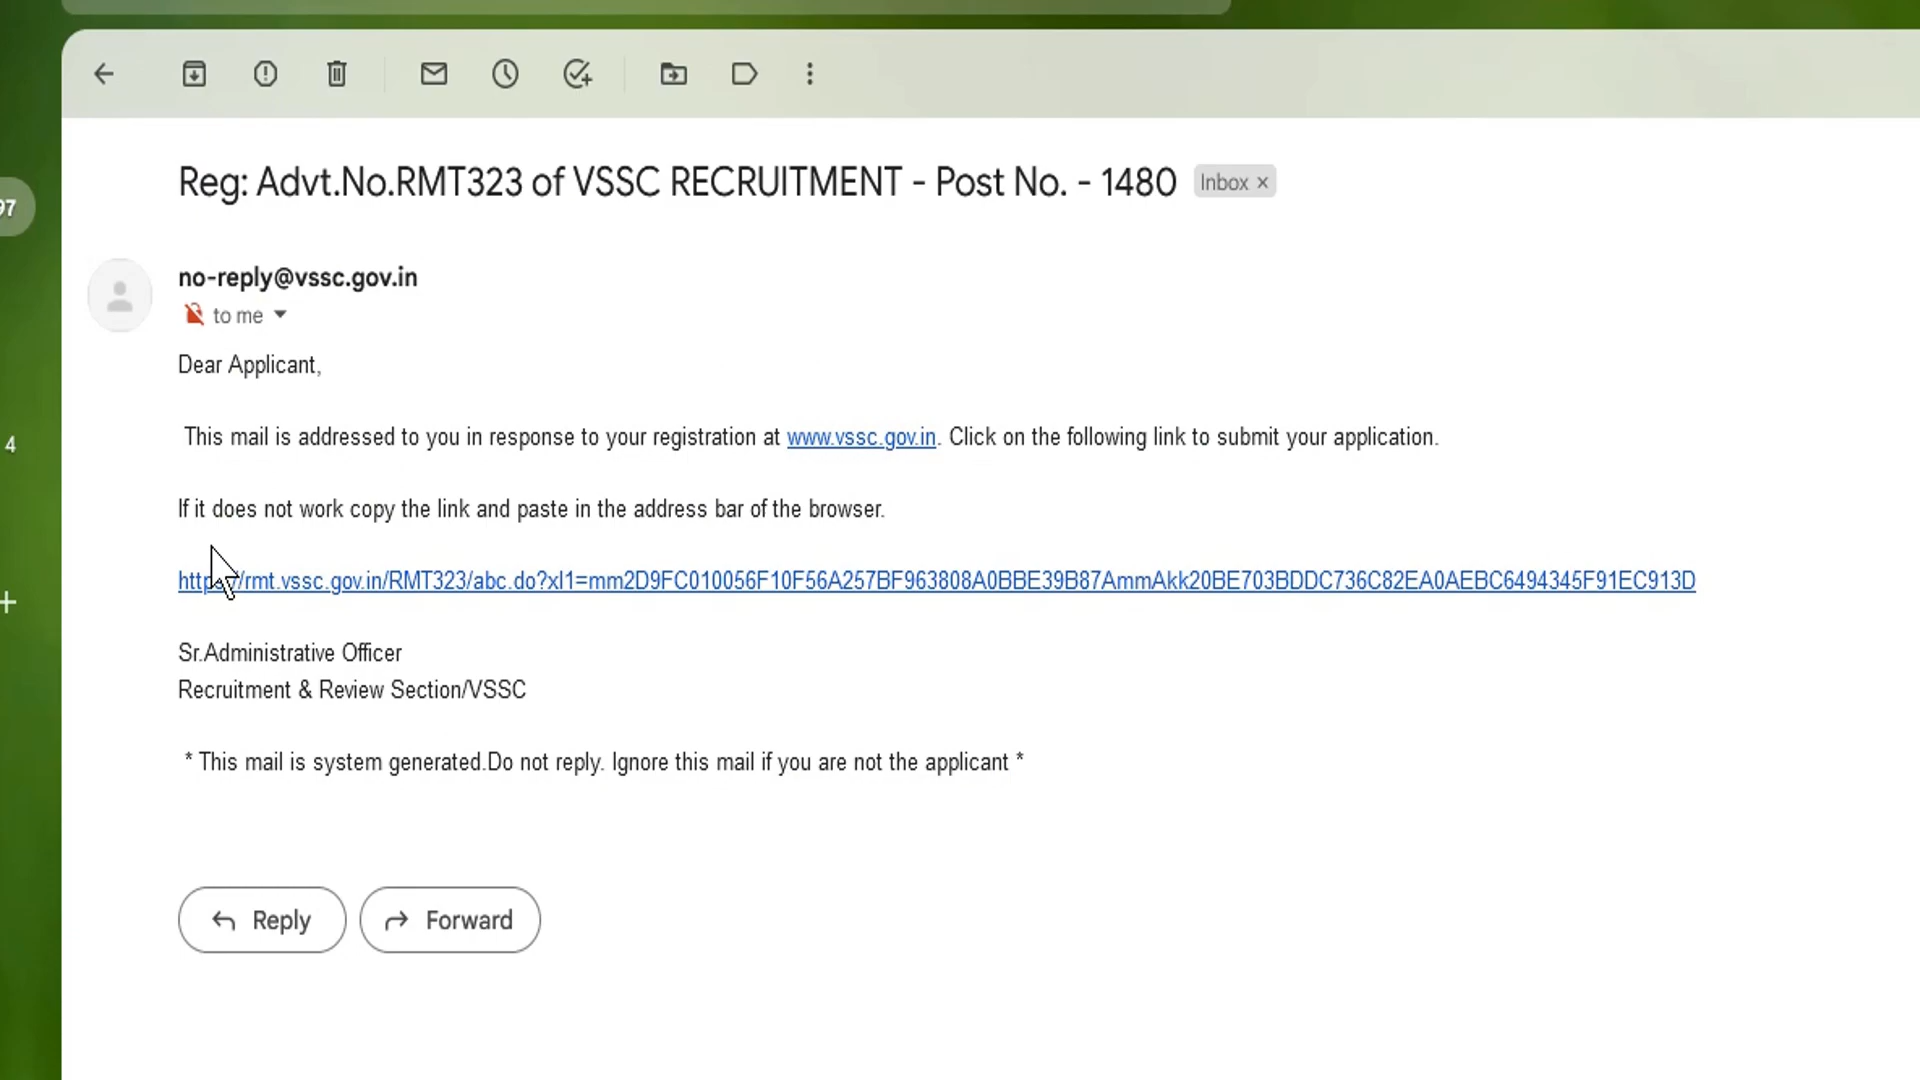 Reg: Advt.No.RMT323 of VSSC RECRUITMENT - Post No. - 1480 Inbox ×
97
no-reply@vssc.gov.in
to me
Dear Applicant,
This mail is addressed to you in response to your registration at www.vssc.gov.in. Click on the following link to submit your application.
4
If it does not work copy the link and paste in the address bar of the browser.
https://rmt.vssc.gov.in/RMT323/abc.do?xl1=mm2D9FC010056F10F56A257BF963808A0BBE39B87AmmAkk20BE703BDDC736C82EA0AEBC6494345F91EC913D
Sr.Administrative Officer
Recruitment & Review Section/VSSC
* This mail is system generated.Do not reply. Ignore this mail if you are not the applicant *
Reply Forward